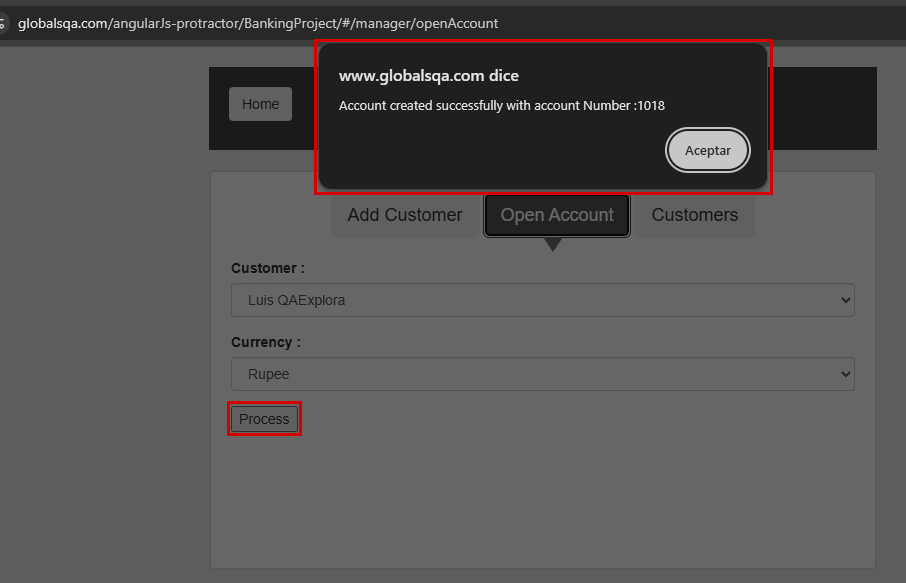 globalsqa.com/angularJs-protractor/BankingProject/#/manager/openAccount
www.globalsqa.com dice
Account created successfully with account Number :1018
Aceptar
Home
Add Customer
Open Account
Customers
Customer :
Luis QAExplora
Currency :
Rupee
Process